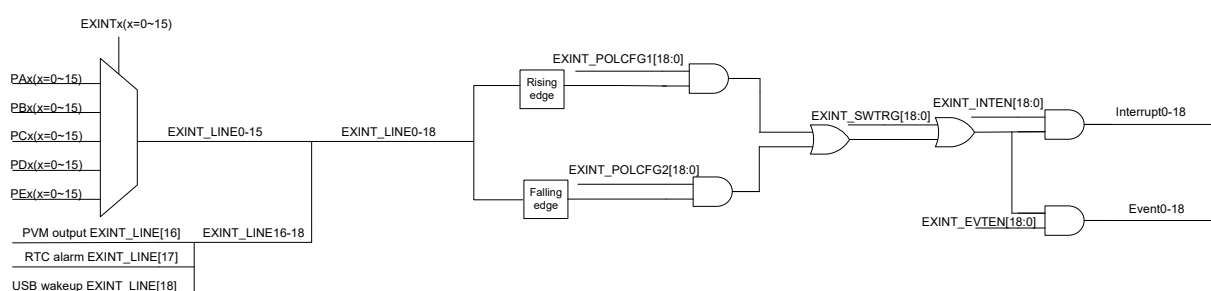 EXINTx(x=0~15)
PAx(x=0~15)
PBx(x=0~15)
PCx(x=0~15)
PDx(x=0~15)
PEx(x=0~15)
EXINT_LINE0-15
EXINT_LINE0-18
PVM output EXINT_LINE[16]
EXINT_LINE16-18
RTC alarm EXINT_LINE[17]
USB wakeup EXINT_LINE[18]
EXINT_POLCFG1[18:0]
Rising
edge
EXINT_POLCFG2[18:0]
Falling
edge
EXINT_SWTRG[18:0]
EXINT_INTEN[18:0]
Interrupt0-18
EXINT_EVTEN[18:0]
Event0-18